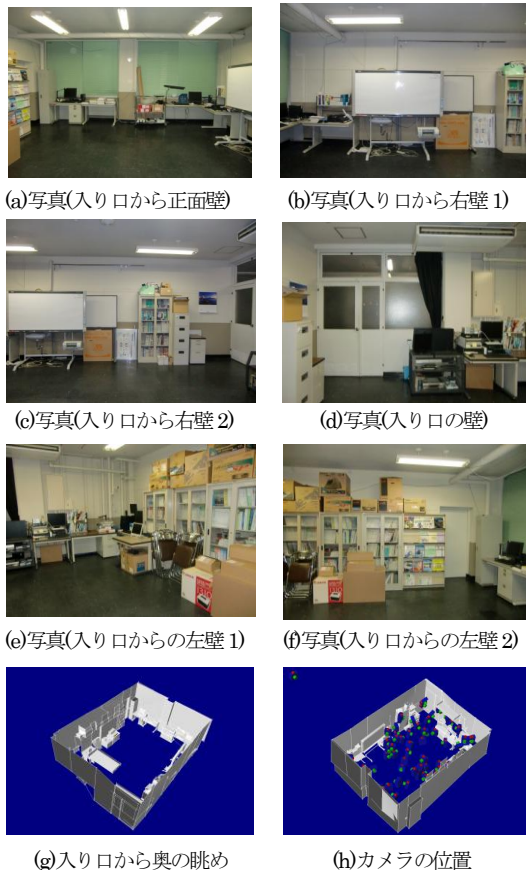 (a)写真(入り口から正面壁)
(b)写真(入り口から右壁 1)
(c)写真(入り口から右壁 2)
(d)写真(入り口の壁)
(e)写真(入り口からの左壁 1)
(f)写真(入り口からの左壁 2)
(g)入り口から奥の眺め
(h)カメラの位置